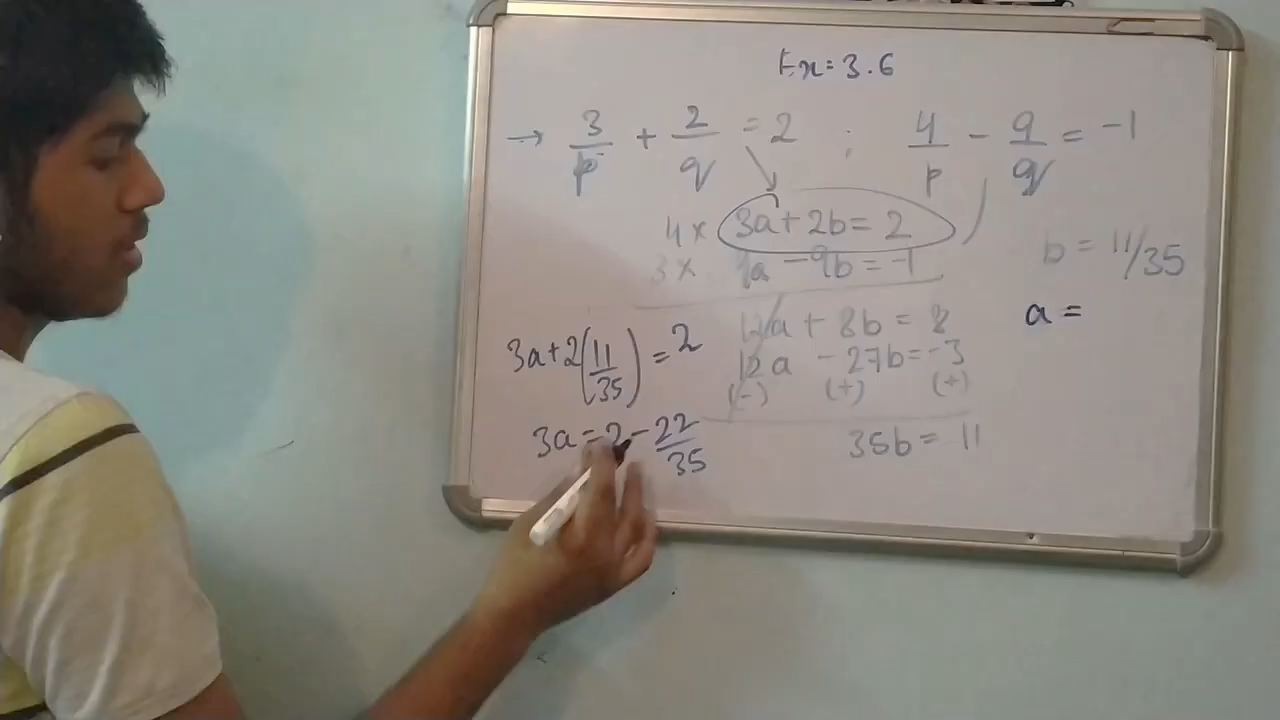 Ex = 3.6
→ 3/p + 2/q = 2 ; 4/p - 9/q = -1
4 × 3a + 2b = 2
3 × 4a - 9b = -1
b = 11/35
a =
12a + 8b = 8
12a - 27b = -3
(-) (+) (+)
35b = 11
3a + 2(11/35) = 2
3a = 2 - 22/35